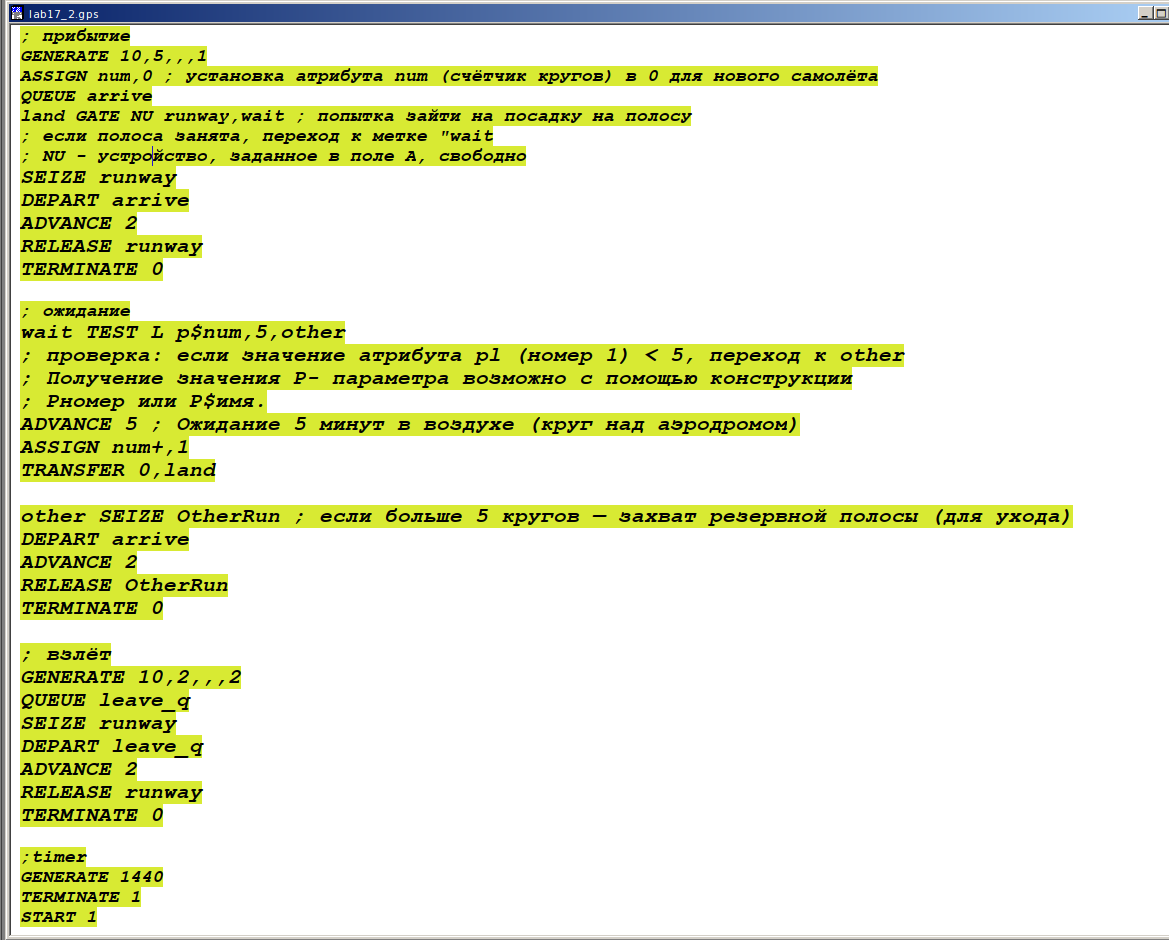 lab17_2.gps
; прибытие
GENERATE 10,5,,,1
ASSIGN num,0 ; установка атрибута num (счётчик кругов) в 0 для нового самолёта
QUEUE arrive
land GATE NU runway,wait ; попытка зайти на посадку на полосу
; если полоса занята, переход к метке "wait
; NU - устройство, заданное в поле A, свободно
SEIZE runway
DEPART arrive
ADVANCE 2
RELEASE runway
TERMINATE 0
; ожидание
wait TEST L p$num,5,other
; проверка: если значение атрибута p1 (номер 1) < 5, переход к other
; Получение значения P- параметра возможно с помощью конструкции
; Pномер или P$имя.
ADVANCE 5 ; Ожидание 5 минут в воздухе (круг над аэродромом)
ASSIGN num+,1
TRANSFER 0,land
other SEIZE OtherRun ; если больше 5 кругов — захват резервной полосы (для ухода)
DEPART arrive
ADVANCE 2
RELEASE OtherRun
TERMINATE 0
; взлёт
GENERATE 10,2,,,2
QUEUE leave_q
SEIZE runway
DEPART leave_q
ADVANCE 2
RELEASE runway
TERMINATE 0
;timer
GENERATE 1440
TERMINATE 1
START 1